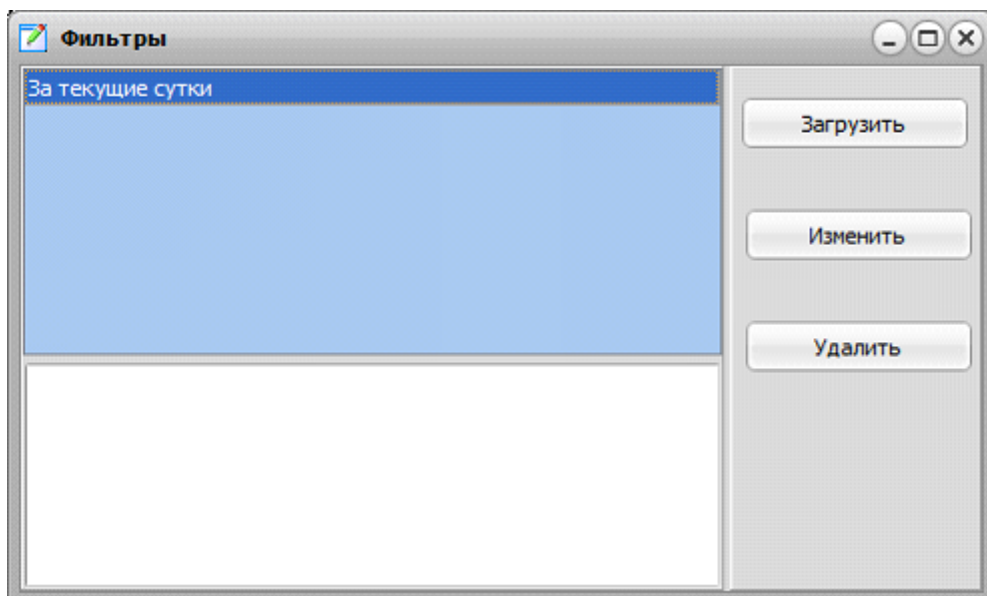 Фильтры
За текущие сутки
Загрузить
Изменить
Удалить